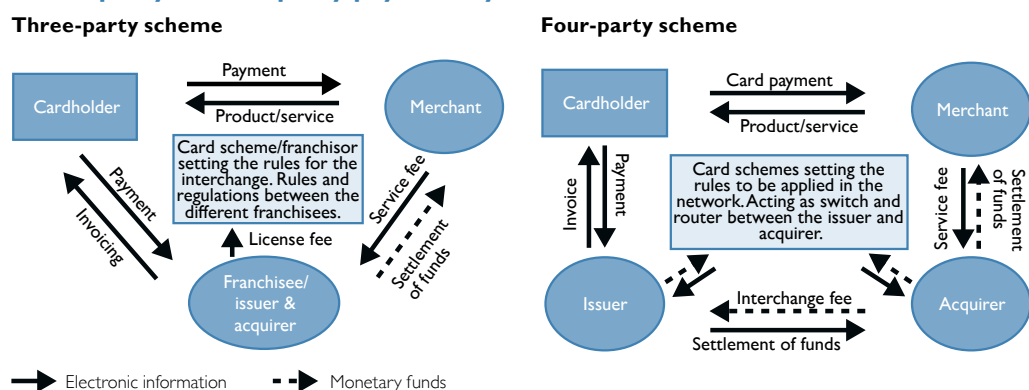 Three-party scheme
Cardholder
Payment
Product/service
Merchant
Card scheme/franchisor
setting the rules for the
interchange. Rules and
regulations between the
different franchisees.
Payment
Invoicing
License fee
Service fee
Settlement
of funds
Franchisee/
issuer &
acquirer
Four-party scheme
Cardholder
Card payment
Product/service
Merchant
Invoice
Payment
Card schemes setting the
rules to be applied in the
network. Acting as switch and
router between the issuer and
acquirer.
Service fee
Settlement
of funds
Issuer
Interchange fee
Settlement of funds
Acquirer
Electronic information
Monetary funds